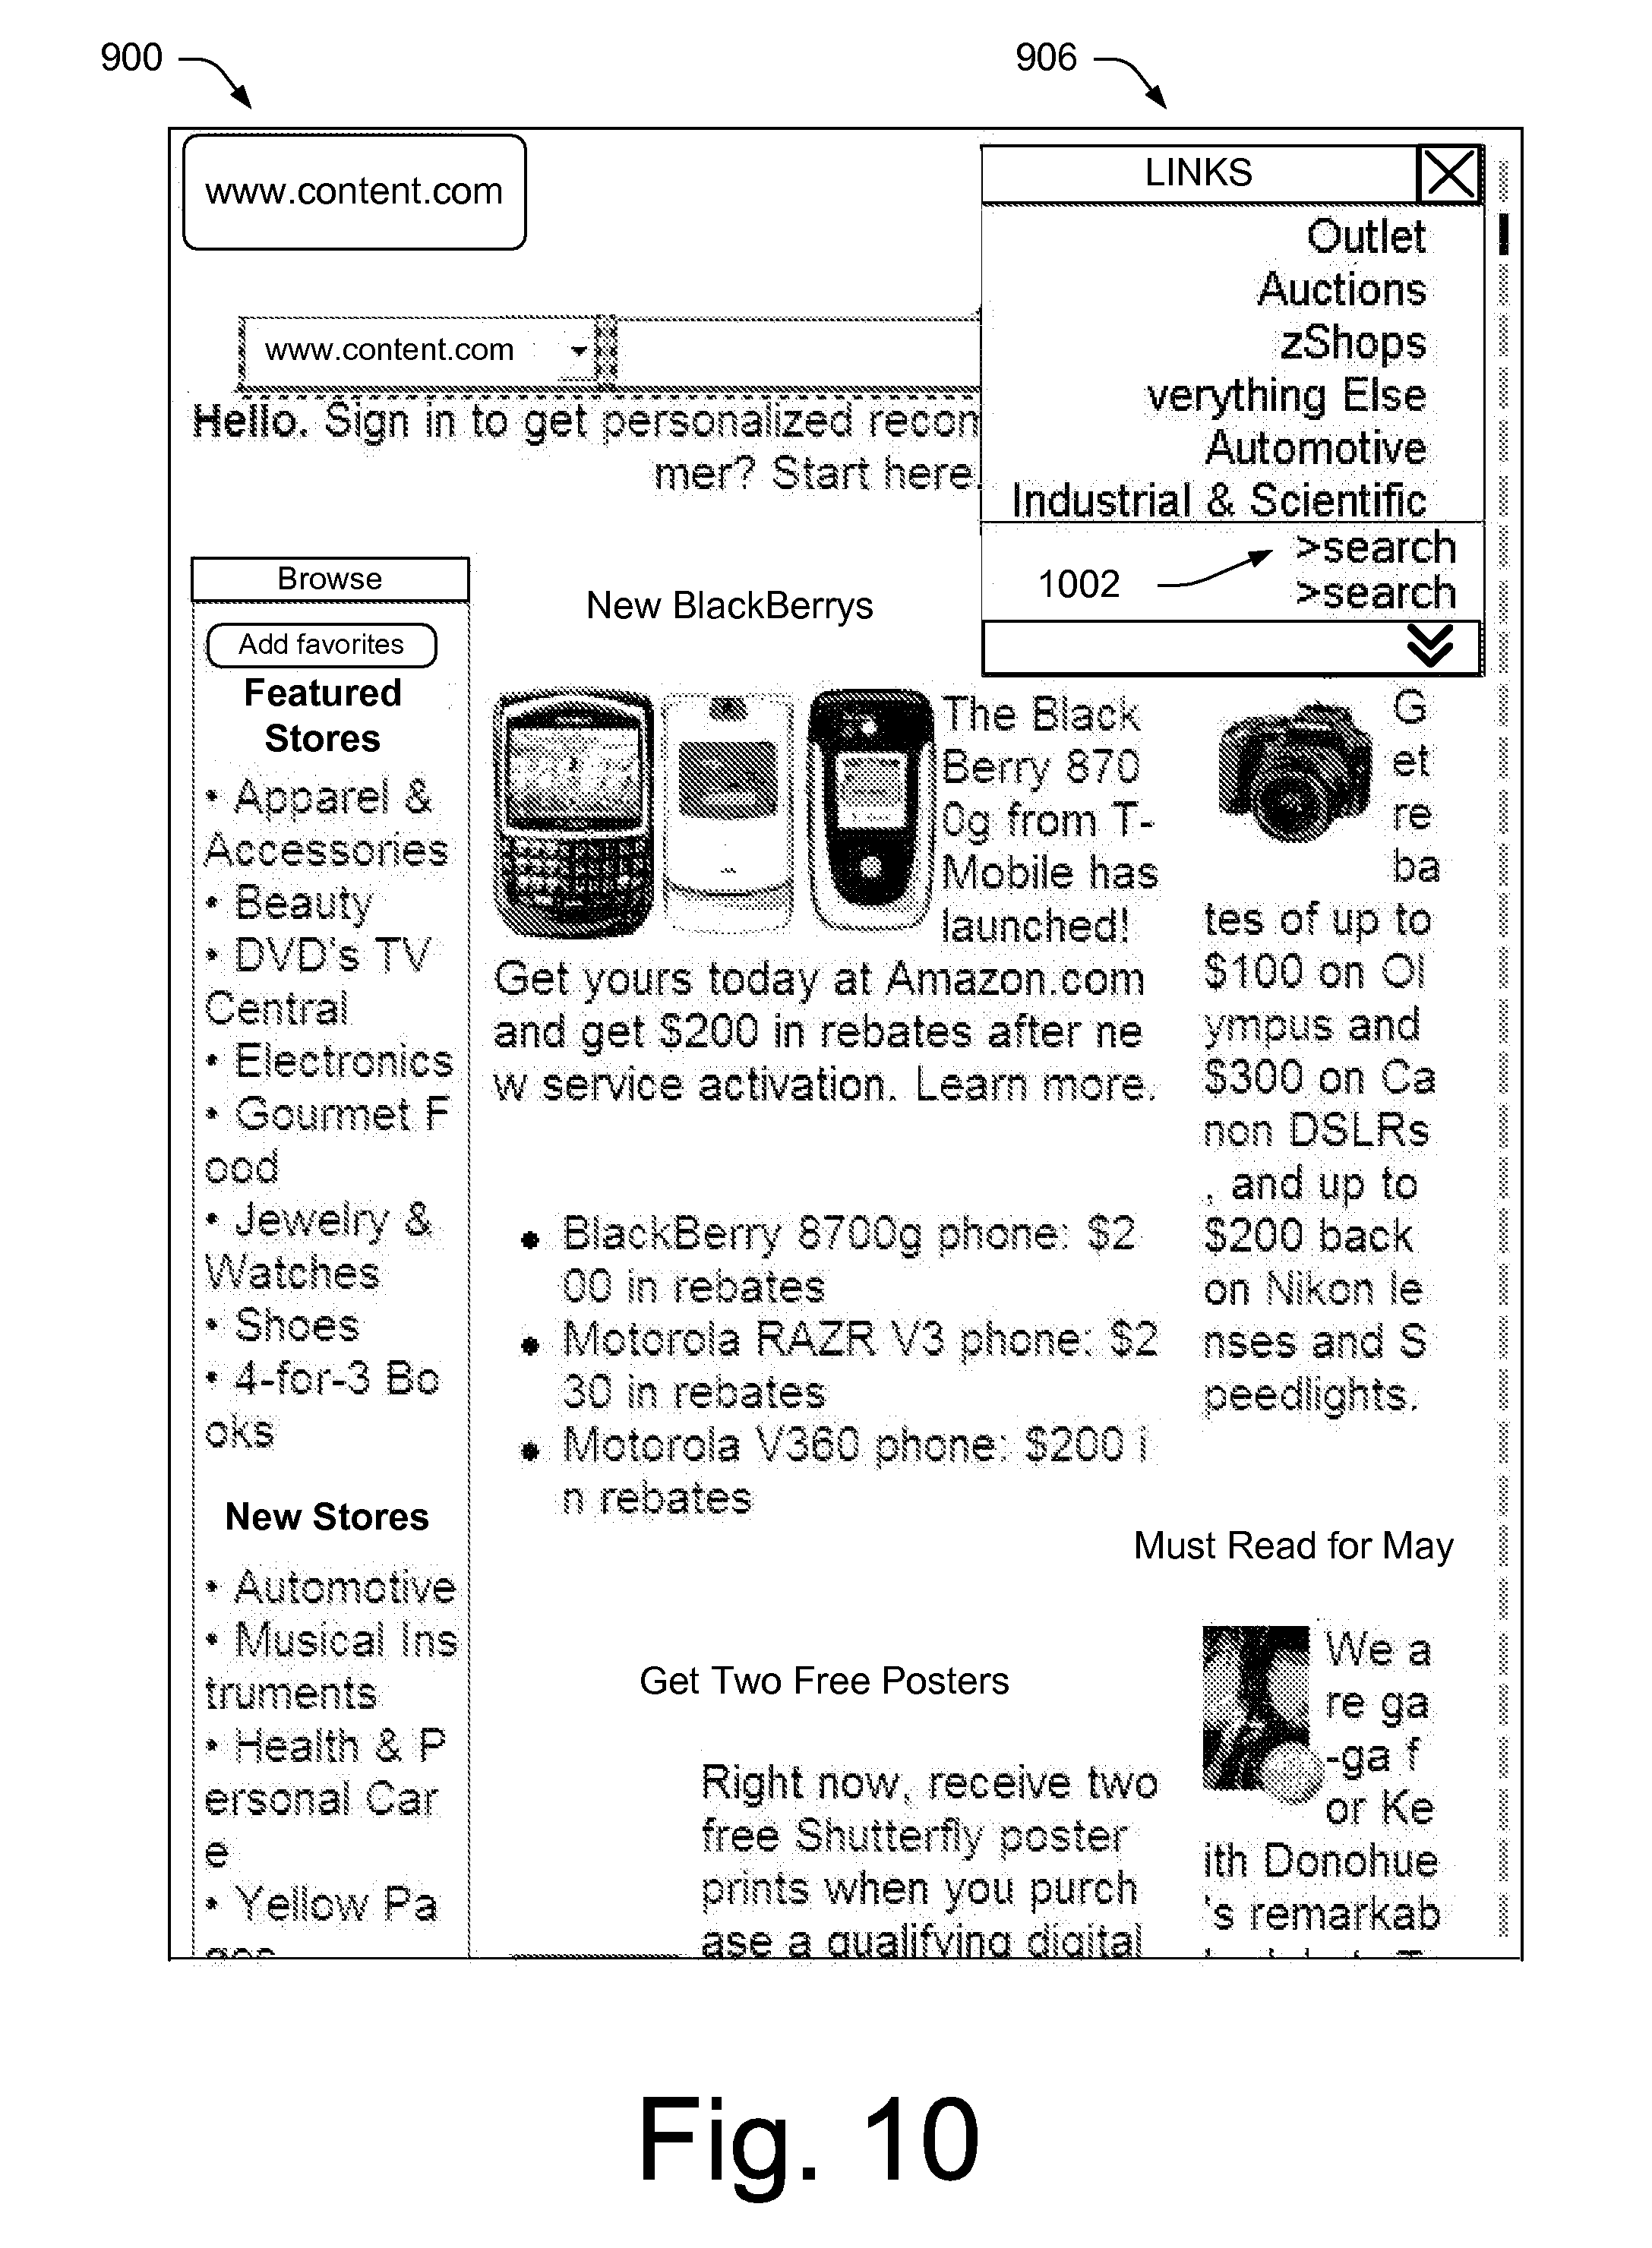 900
906
www.content.com
LINKS
Outlet
Auctions
zShops
verything Else
Automotive
Industrial & Scientific
>search
1002
>search
www.content.com
Hello. Sign in to get personalized recon
mer? Start here.
Browse
Add favorites
Featured
Stores
• Apparel &
Accessories
• Beauty
• DVD's TV
Central
• Electronics
• Gourmet F
ood
• Jewelry &
Watches
• Shoes
• 4-for-3 Bo
oks
New Stores
• Automotive
• Musical Ins
truments
• Health & P
ersonal Car
e
• Yellow Pa
New BlackBerrys
The Black
Berry 870
0g from T-
Mobile has
launched!
Get yours today at Amazon.com
and get $200 in rebates after ne
w service activation. Learn more.
• BlackBerry 8700g phone: $2
00 in rebates
• Motorola RAZR V3 phone: $2
30 in rebates
• Motorola V360 phone: $200 i
n rebates
G
et
re
ba
tes of up to
$100 on Ol
ympus and
$300 on Ca
non DSLRs
, and up to
$200 back
on Nikon le
nses and S
peedlights.
Get Two Free Posters
Right now, receive two
free Shutterfly poster
prints when you purch
ase a qualifying digital
Must Read for May
We a
re ga
-ga f
or Ke
ith Donohue
's remarkab
Fig. 10